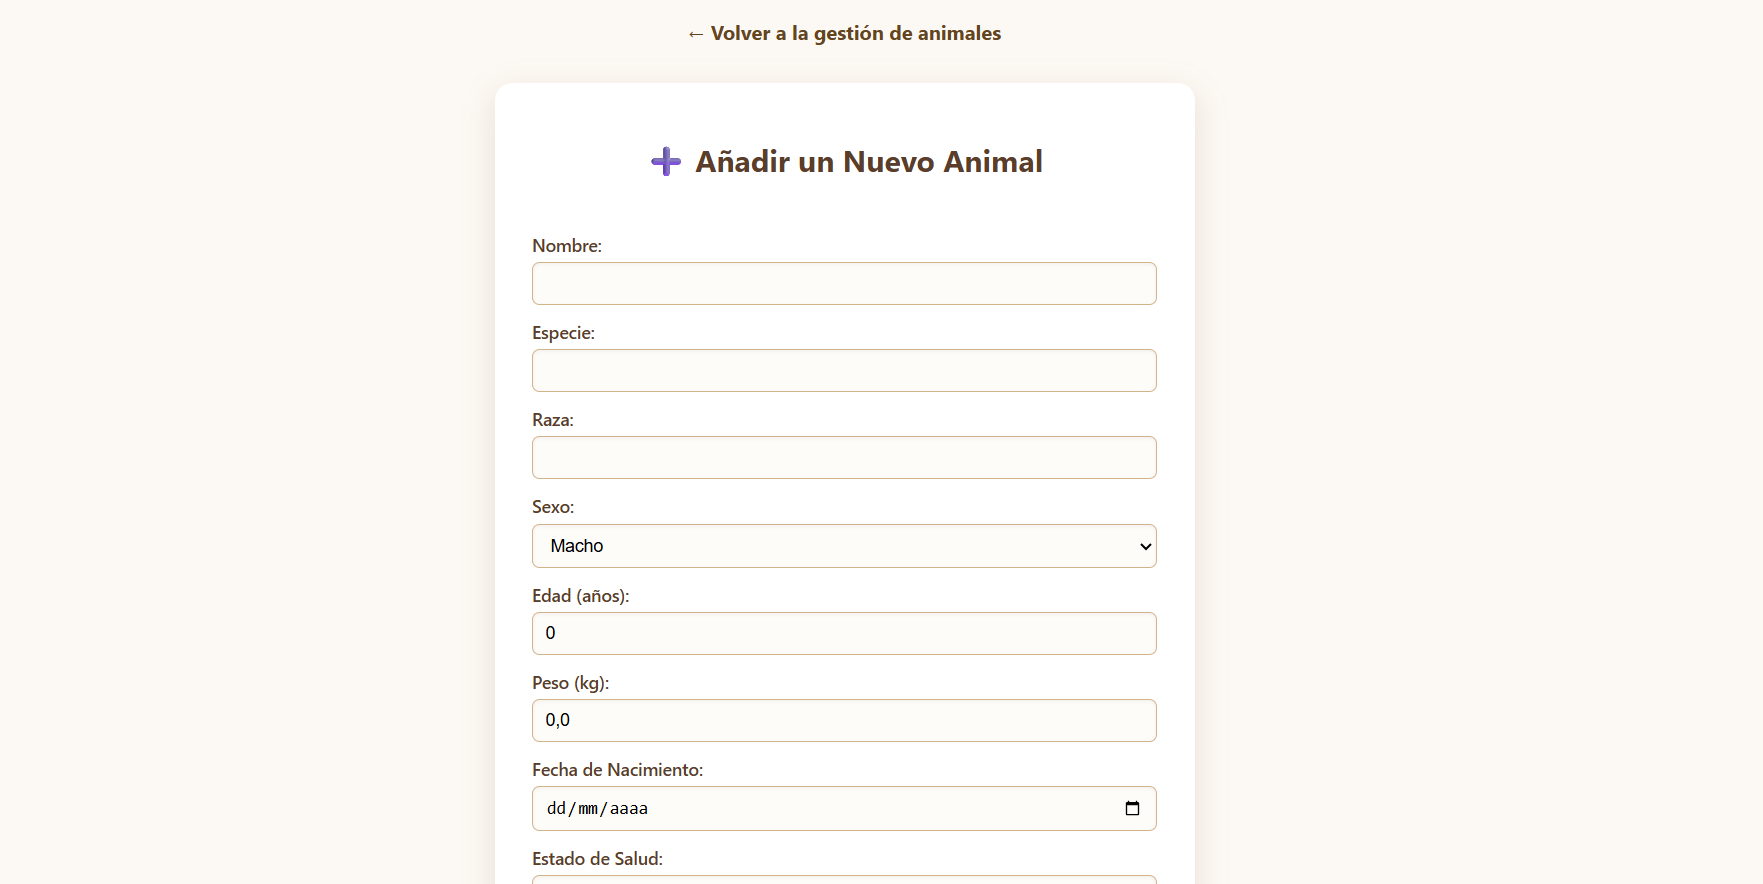 ← Volver a la gestión de animales
➕ Añadir un Nuevo Animal
Nombre:
Especie:
Raza:
Sexo:
Macho
Edad (años):
0
Peso (kg):
0,0
Fecha de Nacimiento:
dd/mm/aaaa
Estado de Salud: